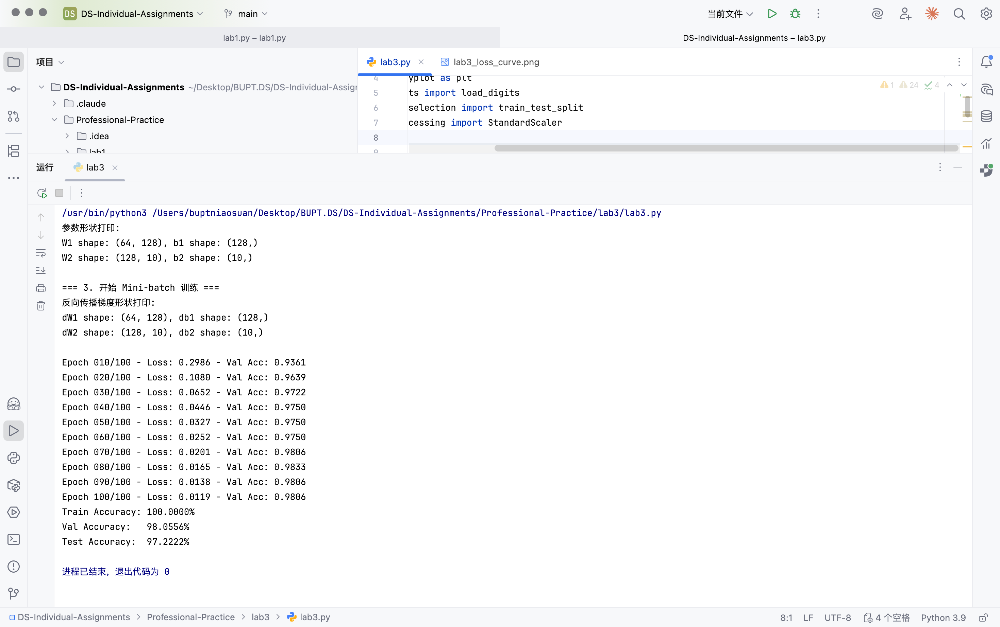 DS DS-Individual-Assignments main 当前文件
lab1.py – lab1.py
DS-Individual-Assignments – lab3.py
项目
DS-Individual-Assignments ~/Desktop/BUPT.DS/DS-Individual-Assigr
.claude
Professional-Practice
.idea
lab1
lab3.py lab3_loss_curve.png
4 yplot as plt
5 ts import load_digits
6 selection import train_test_split
7 cessing import StandardScaler
8
9
1 24 4
运行 lab3
/usr/bin/python3 /Users/buptniaosuan/Desktop/BUPT.DS/DS-Individual-Assignments/Professional-Practice/lab3/lab3.py
参数形状打印:
W1 shape: (64, 128), b1 shape: (128,)
W2 shape: (128, 10), b2 shape: (10,)
=== 3. 开始 Mini-batch 训练 ===
反向传播梯度形状打印:
dW1 shape: (64, 128), db1 shape: (128,)
dW2 shape: (128, 10), db2 shape: (10,)
Epoch 010/100 - Loss: 0.2986 - Val Acc: 0.9361
Epoch 020/100 - Loss: 0.1080 - Val Acc: 0.9639
Epoch 030/100 - Loss: 0.0652 - Val Acc: 0.9722
Epoch 040/100 - Loss: 0.0446 - Val Acc: 0.9750
Epoch 050/100 - Loss: 0.0327 - Val Acc: 0.9750
Epoch 060/100 - Loss: 0.0252 - Val Acc: 0.9750
Epoch 070/100 - Loss: 0.0201 - Val Acc: 0.9806
Epoch 080/100 - Loss: 0.0165 - Val Acc: 0.9833
Epoch 090/100 - Loss: 0.0138 - Val Acc: 0.9806
Epoch 100/100 - Loss: 0.0119 - Val Acc: 0.9806
Train Accuracy: 100.0000%
Val Accuracy:   98.0556%
Test Accuracy:  97.2222%
进程已结束，退出代码为 0
DS-Individual-Assignments > Professional-Practice > lab3 > lab3.py
8:1 LF UTF-8 4 个空格 Python 3.9